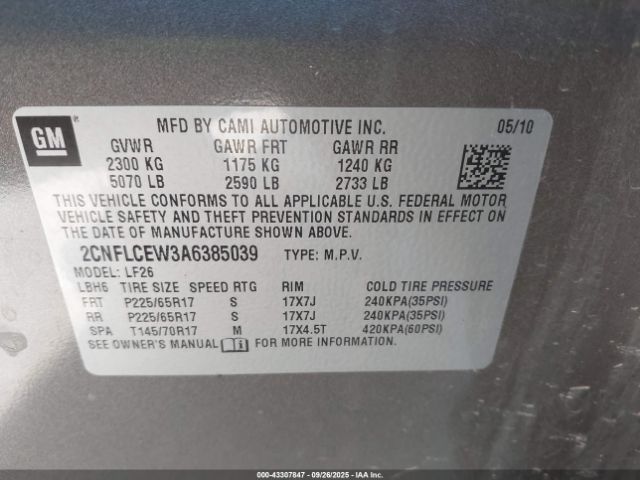 GM
MFD BY CAMI AUTOMOTIVE INC. 05/10
GVWR GAWR FRT GAWR RR
2300 KG 1175 KG 1240 KG
5070 LB 2590 LB 2733 LB
THIS VEHICLE CONFORMS TO ALL APPLICABLE U.S. FEDERAL MOTOR
VEHICLE SAFETY AND THEFT PREVENTION STANDARDS IN EFFECT ON
THE DATE OF MANUFACTURE SHOWN ABOVE.
2CNFLCEW3A6385039 TYPE: M.P.V.
MODEL: LF26
LBH6 TIRE SIZE SPEED RTG RIM COLD TIRE PRESSURE
FRT P225/65R17 S 17X7J 240KPA(35PSI)
RR P225/65R17 S 17X7J 240KPA(35PSI)
SPA T145/70R17 M 17X4.5T 420KPA(60PSI)
SEE OWNER'S MANUAL i FOR MORE INFORMATION.
000-43307847 - 09/26/2025 - IAAI.COM